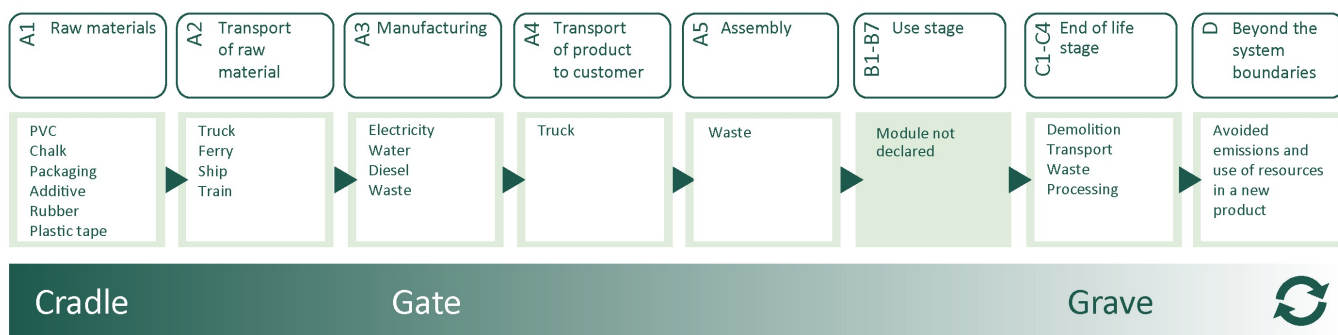 A1
Raw materials
A2
Transport
of raw
material
A3
Manufacturing
A4
Transport
of product
to customer
A5
Assembly
B1-B7
Use stage
C1-C4
End of life
stage
D
Beyond the
system
boundaries
PVC
Chalk
Packaging
Additive
Rubber
Plastic tape
Truck
Ferry
Ship
Train
Electricity
Water
Diesel
Waste
Truck
Waste
Module not
declared
Demolition
Transport
Waste
Processing
Avoided
emissions and
use of resources
in a new
product
Cradle
Gate
Grave